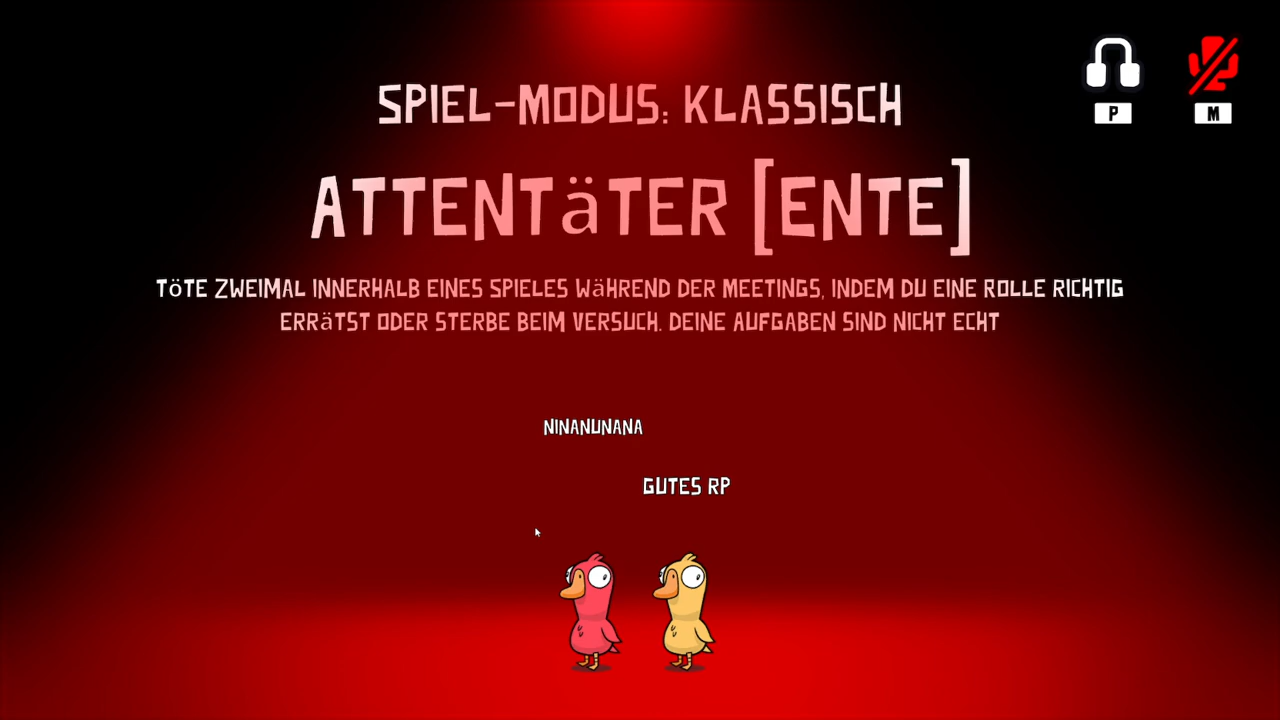 SPIEL-MODUS: KLASSISCH
P
M
ATTENTäTER [ENTE]
TöTE ZWEIMAL INNERHALB EINES SPIELES WäHREND DER MEETINGS, INDEM DU EINE ROLLE RICHTIG
ERRäTST ODER STERBE BEIM VERSUCH. DEINE AUFGABEN SIND NICHT ECHT
NINANUNANA
GUTES RP